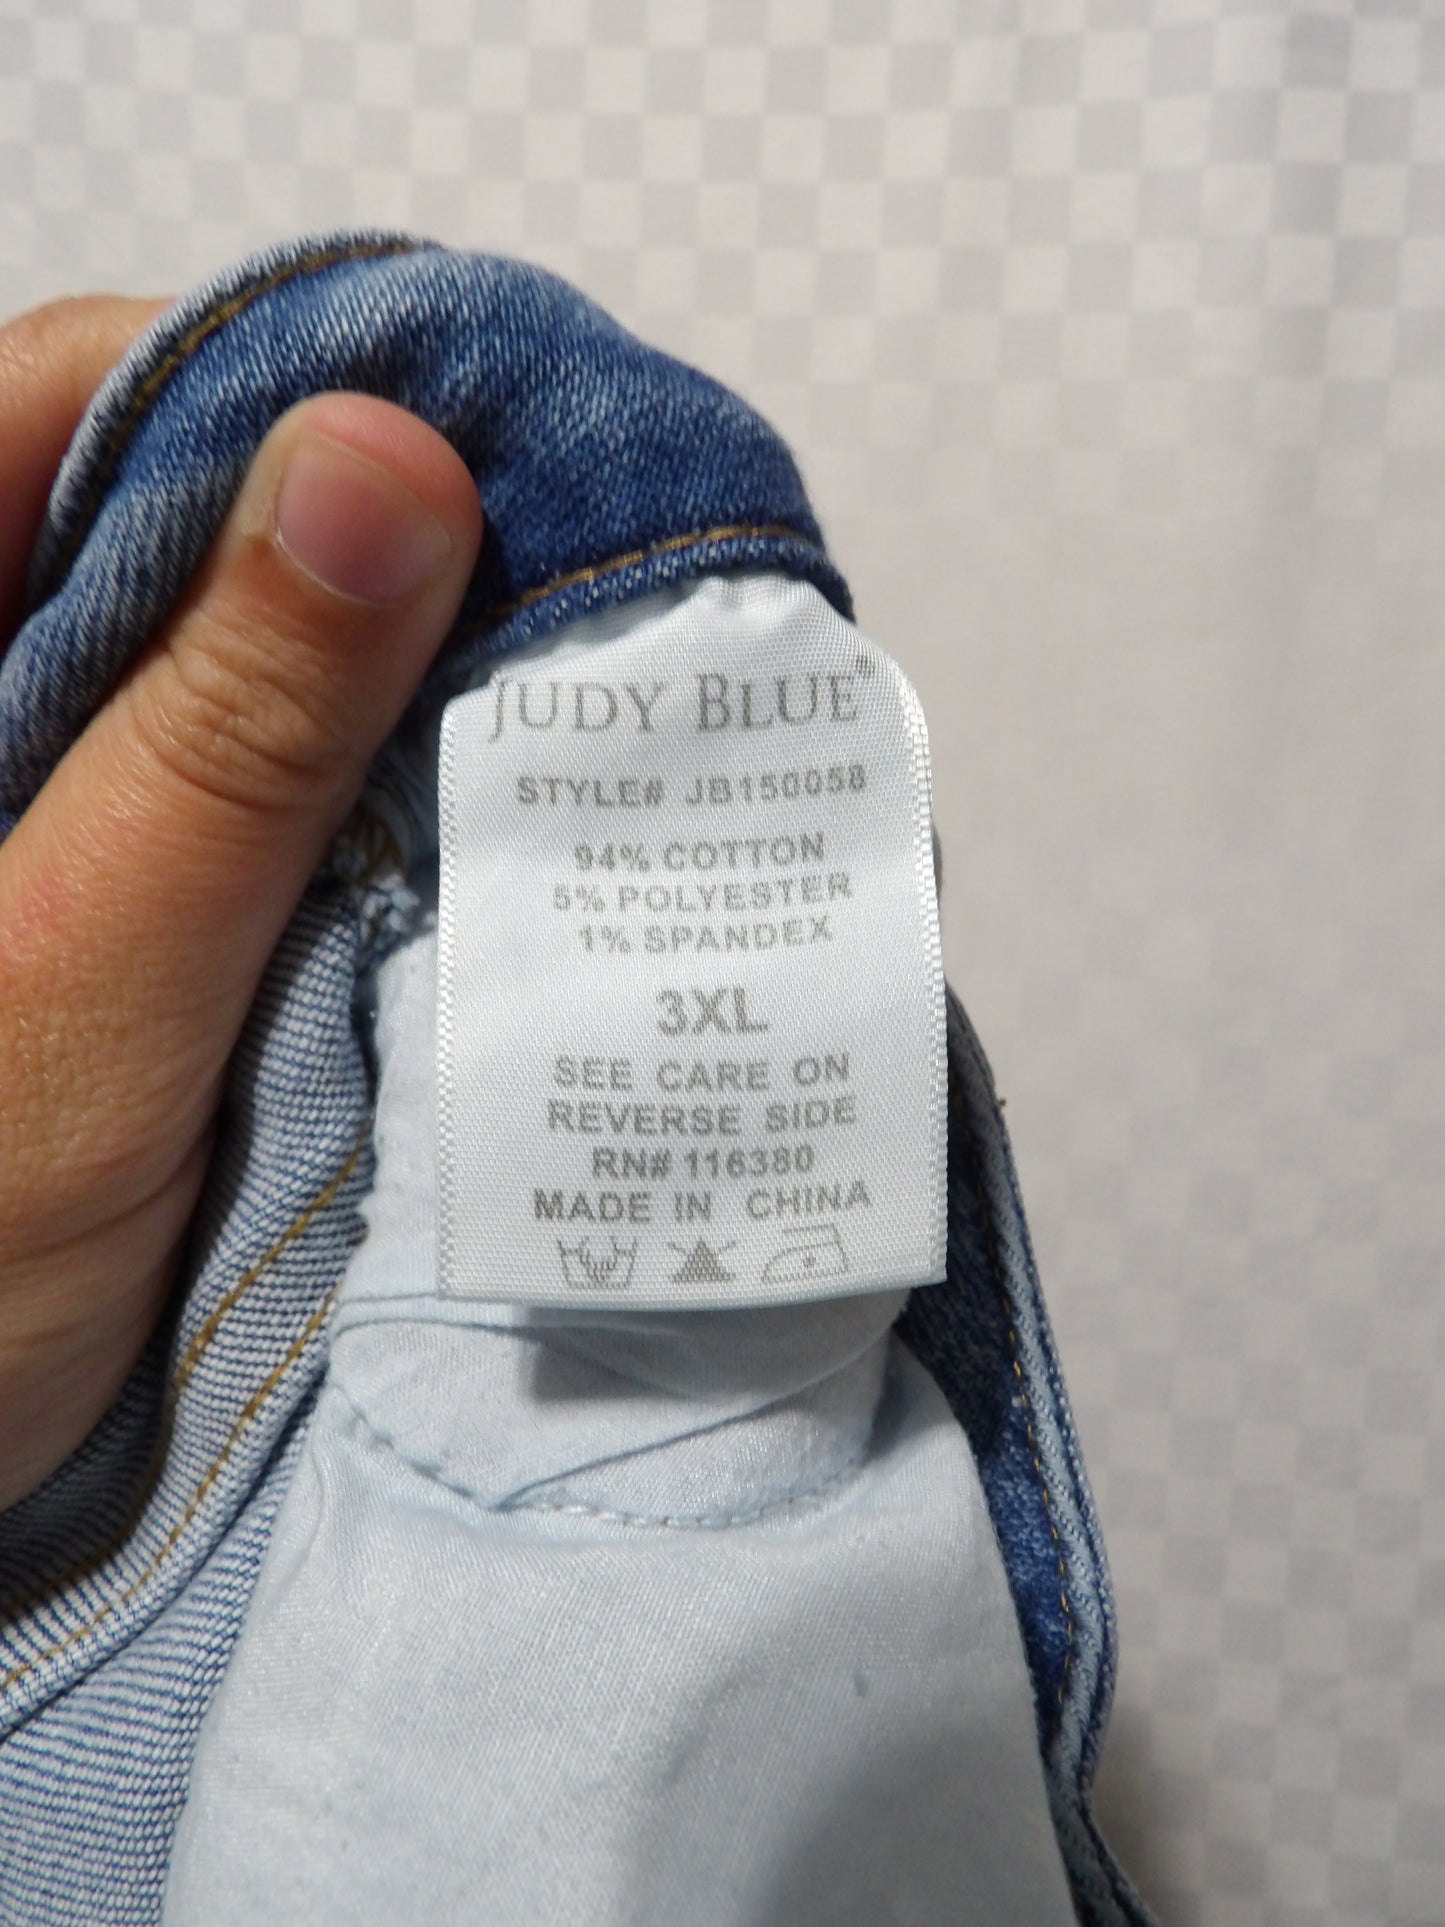 JUDY BLUE®
STYLE# JB150058
94% COTTON
5% POLYESTER
1% SPANDEX
3XL
SEE CARE ON
REVERSE SIDE
RN# 116380
MADE IN CHINA